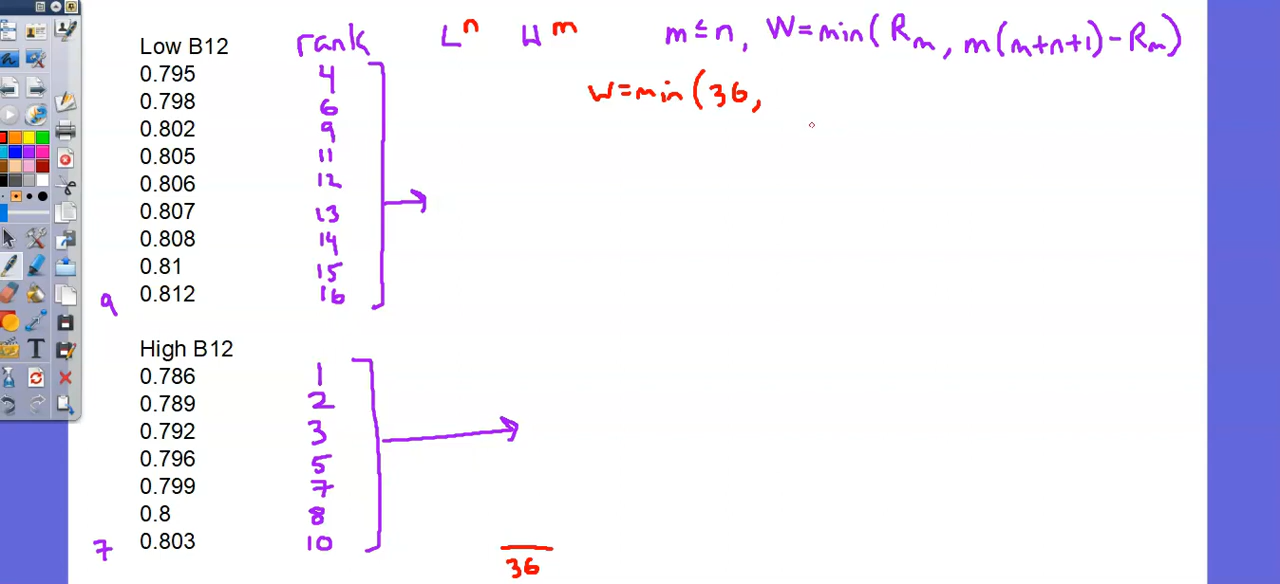 rank L^n H^m m ≤ n, W = min( R_m, m(m+n+1) - R_m)
W = min(36,
Low B12
0.795 4
0.798 6
0.802 9
0.805 11
0.806 12
0.807 13
0.808 14
0.81 15
9 0.812 16
High B12
0.786 1
0.789 2
0.792 3
0.796 5
0.799 7
0.8 8
7 0.803 10
36